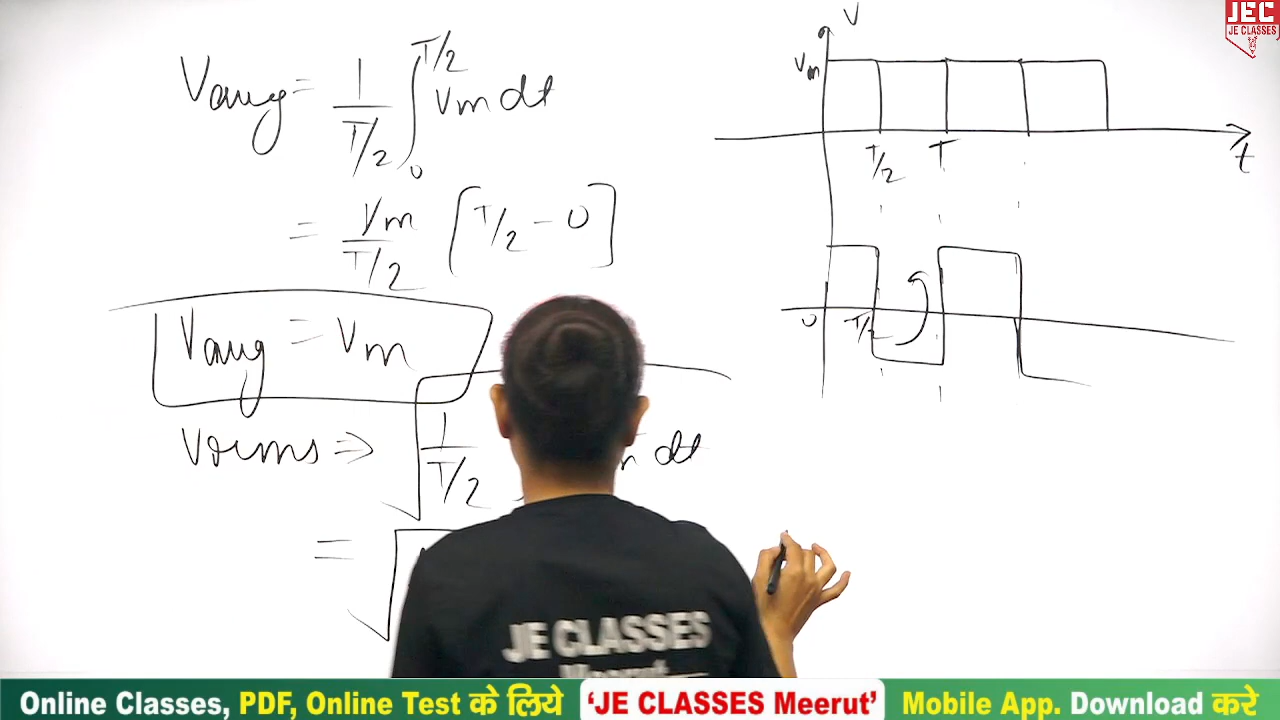 JEC
JE CLASSES
Vavg = 1/T/2 ∫₀^T/2 Vm dt
= Vm/T/2 [T/2 - 0]
Vavg = Vm
Vrms ⇒ √ 1/T/2 dt
=
V
Vm
T/2 T t
0 T/2
JE CLASSES
Online Classes, PDF, Online Test के लिये 'JE CLASSES Meerut' Mobile App. Download करे